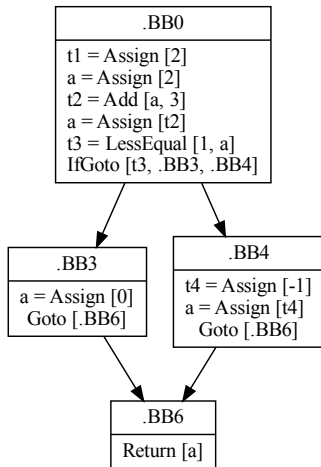 .BB0
t1 = Assign [2]
a = Assign [2]
t2 = Add [a, 3]
a = Assign [t2]
t3 = LessEqual [1, a]
IfGoto [t3, .BB3, .BB4]
.BB3
a = Assign [0]
Goto [.BB6]
.BB4
t4 = Assign [-1]
a = Assign [t4]
Goto [.BB6]
.BB6
Return [a]